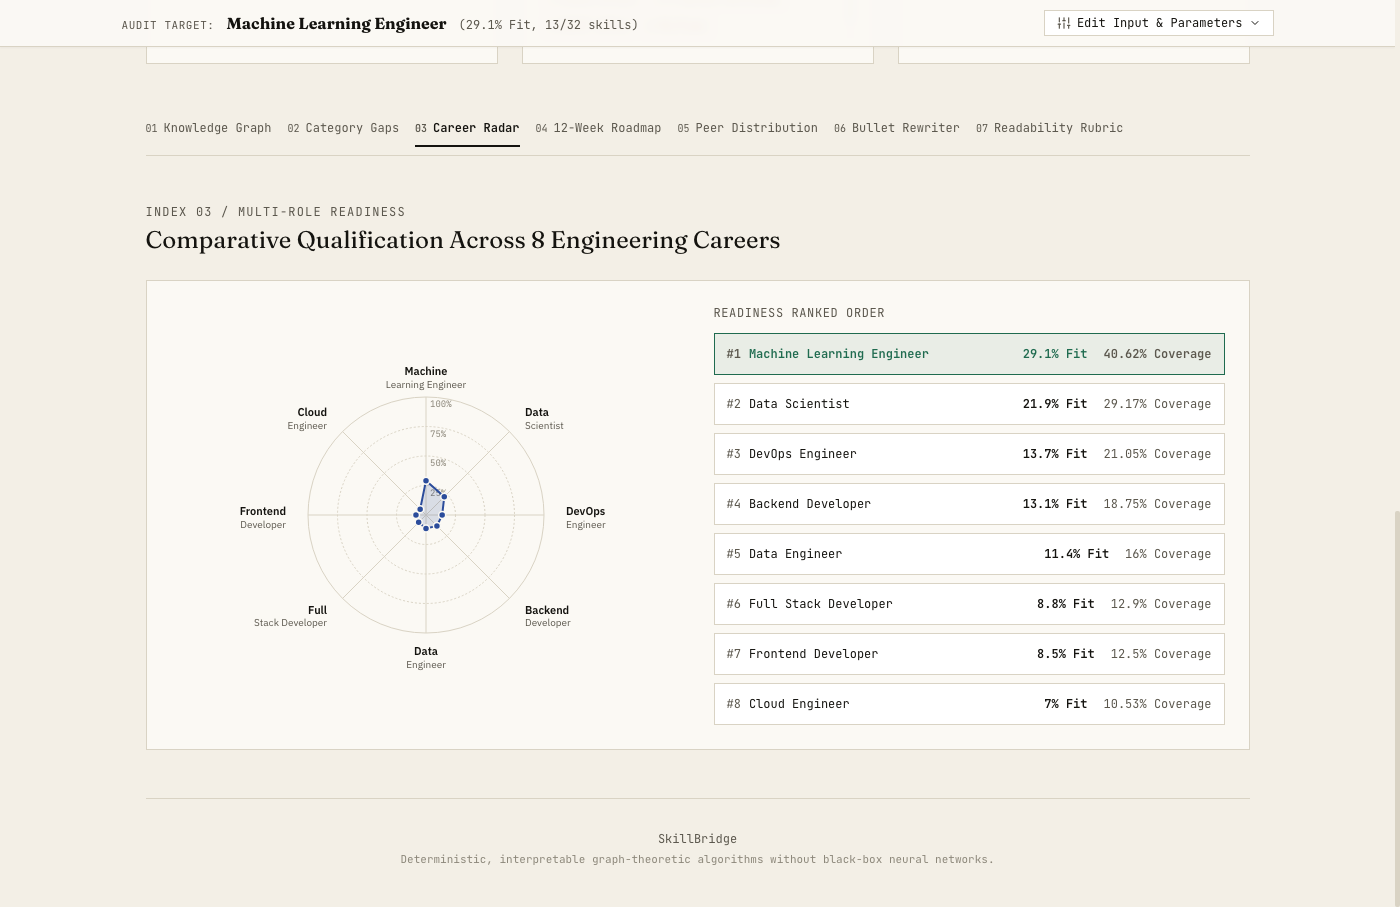 AUDIT TARGET: Machine Learning Engineer (29.1% Fit, 13/32 skills)
Edit Input & Parameters
01 Knowledge Graph 02 Category Gaps 03 Career Radar 04 12-Week Roadmap 05 Peer Distribution 06 Bullet Rewriter 07 Readability Rubric
INDEX 03 / MULTI-ROLE READINESS
Comparative Qualification Across 8 Engineering Careers
Machine
Learning Engineer
Data
Scientist
DevOps
Engineer
Backend
Developer
Data
Engineer
Full
Stack Developer
Frontend
Developer
Cloud
Engineer
100%
75%
50%
25%
READINESS RANKED ORDER
#1 Machine Learning Engineer 29.1% Fit 40.62% Coverage
#2 Data Scientist 21.9% Fit 29.17% Coverage
#3 DevOps Engineer 13.7% Fit 21.05% Coverage
#4 Backend Developer 13.1% Fit 18.75% Coverage
#5 Data Engineer 11.4% Fit 16% Coverage
#6 Full Stack Developer 8.8% Fit 12.9% Coverage
#7 Frontend Developer 8.5% Fit 12.5% Coverage
#8 Cloud Engineer 7% Fit 10.53% Coverage
SkillBridge
Deterministic, interpretable graph-theoretic algorithms without black-box neural networks.